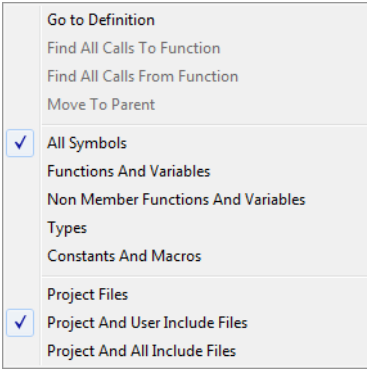 Go to Definition
Find All Calls To Function
Find All Calls From Function
Move To Parent
All Symbols
Functions And Variables
Non Member Functions And Variables
Types
Constants And Macros
Project Files
Project And User Include Files
Project And All Include Files